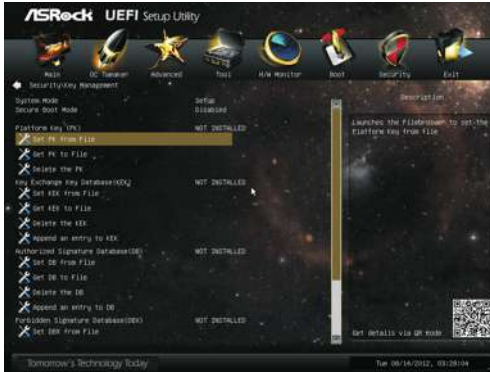 ASRock UEFI Setup Utility
Main OC Tweaker Advanced Tool H/W Monitor Boot Security Exit
Security\Key Management
Description
System Mode Setup
Secure Boot Mode Disabled
Launches the Filebrowser to set the
Platform Key from file
Platform Key (PK) NOT INSTALLED
Set PK from File
Get PK to File
Delete the PK
Key Exchange Key Database(KEK) NOT INSTALLED
Set KEK from File
Get KEK to File
Delete the KEK
Append an entry to KEK
Authorized Signature Database(DB) NOT INSTALLED
Set DB from File
Get DB to File
Delete the DB
Append an entry to DB
Forbidden Signature Database(DBX) NOT INSTALLED
Set DBX from File
Get details via QR code
Tomorrow's Technology Today
Tue 08/14/2012, 03:28:04